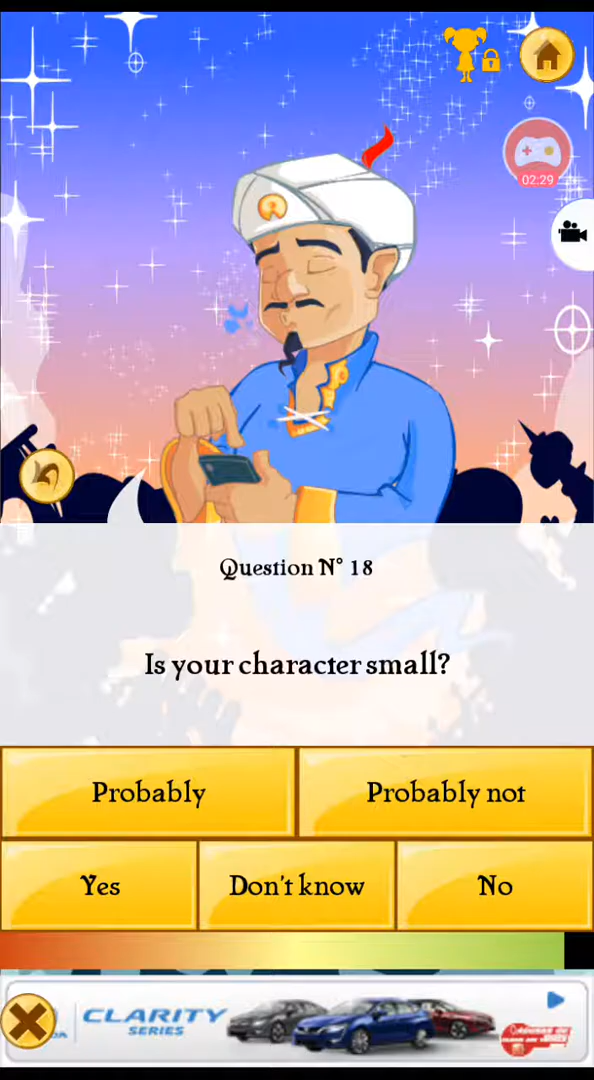 02:29
Question N° 18
Is your character small?
Probably
Probably not
Yes
Don't know
No
CLARITY
SERIES